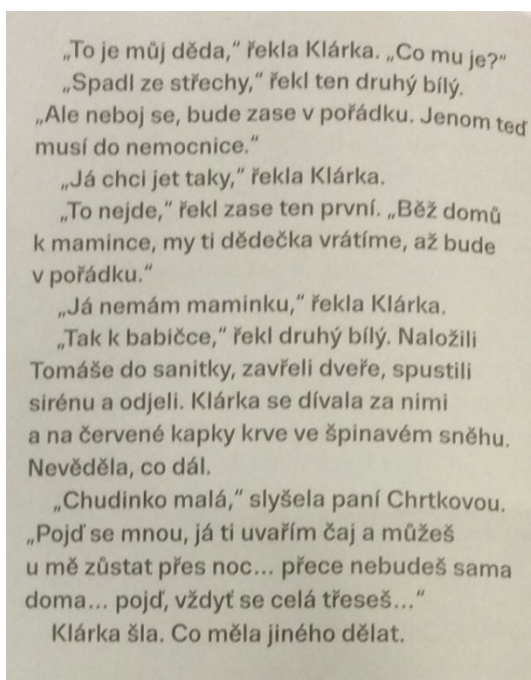 „To je můj děda,“ řekla Klárka. „Co mu je?“
„Spadl ze střechy,“ řekl ten druhý bílý.
„Ale neboj se, bude zase v pořádku. Jenom teď
musí do nemocnice.“
„Já chci jet taky,“ řekla Klárka.
„To nejde,“ řekl zase ten první. „Běž domů
k mamince, my ti dědečka vrátíme, až bude
v pořádku.“
„Já nemám maminku,“ řekla Klárka.
„Tak k babičce,“ řekl druhý bílý. Naložili
Tomáše do sanitky, zavřeli dveře, spustili
sirénu a odjeli. Klárka se dívala za nimi
a na červené kapky krve ve špinavém sněhu.
Nevěděla, co dál.
„Chudinko malá,“ slyšela paní Chrtkovou.
„Pojď se mnou, já ti uvařím čaj a můžeš
u mě zůstat přes noc... přece nebudeš sama
doma... pojď, vždyť se celá třeseš...“
Klárka šla. Co měla jiného dělat.